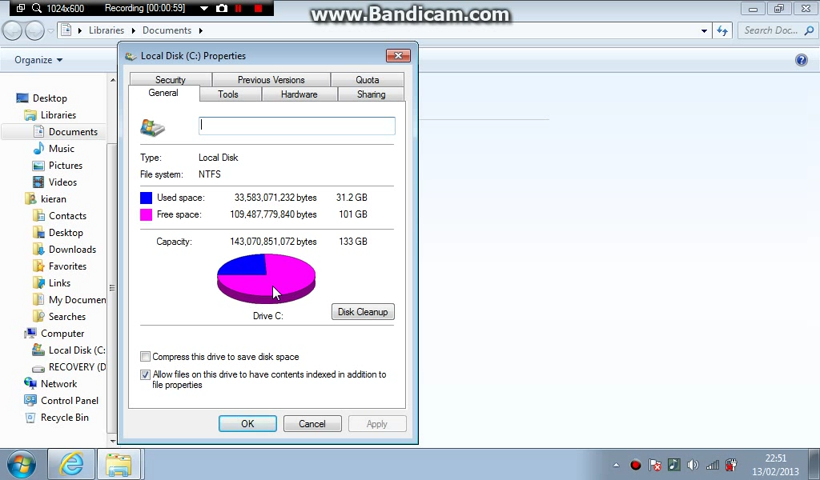 1024x600 Recording [00:00:59]
www.Bandicam.com
Libraries Documents
Search Doc...
Organize
Desktop
Libraries
Documents
Music
Pictures
Videos
kieran
Contacts
Desktop
Downloads
Favorites
Links
My Documen
Searches
Computer
Local Disk (C:
RECOVERY (D
Network
Control Panel
Recycle Bin
Local Disk (C:) Properties
Security Previous Versions Quota
General Tools Hardware Sharing
Type: Local Disk
File system: NTFS
Used space: 33,583,071,232 bytes 31.2 GB
Free space: 109,487,779,840 bytes 101 GB
Capacity: 143,070,851,072 bytes 133 GB
Drive C:
Disk Cleanup
Compress this drive to save disk space
Allow files on this drive to have contents indexed in addition to
file properties
OK Cancel Apply
22:51
13/02/2013